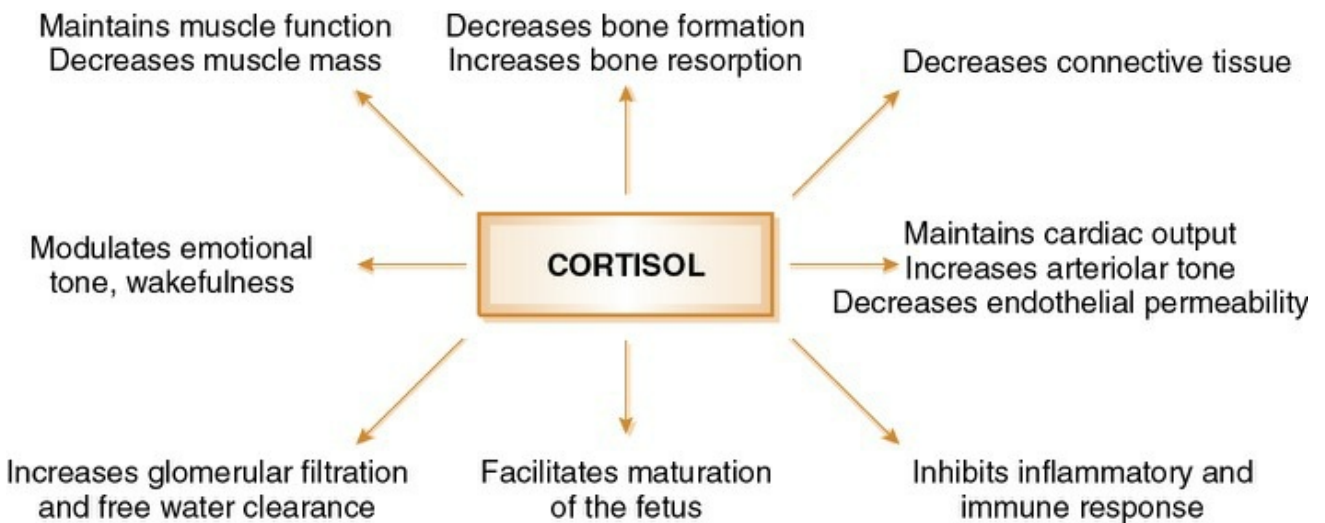 Maintains muscle function
Decreases muscle mass
Decreases bone formation
Increases bone resorption
Decreases connective tissue
Modulates emotional
tone, wakefulness
CORTISOL
Maintains cardiac output
Increases arteriolar tone
Decreases endothelial permeability
Increases glomerular filtration
and free water clearance
Facilitates maturation
of the fetus
Inhibits inflammatory and
immune response